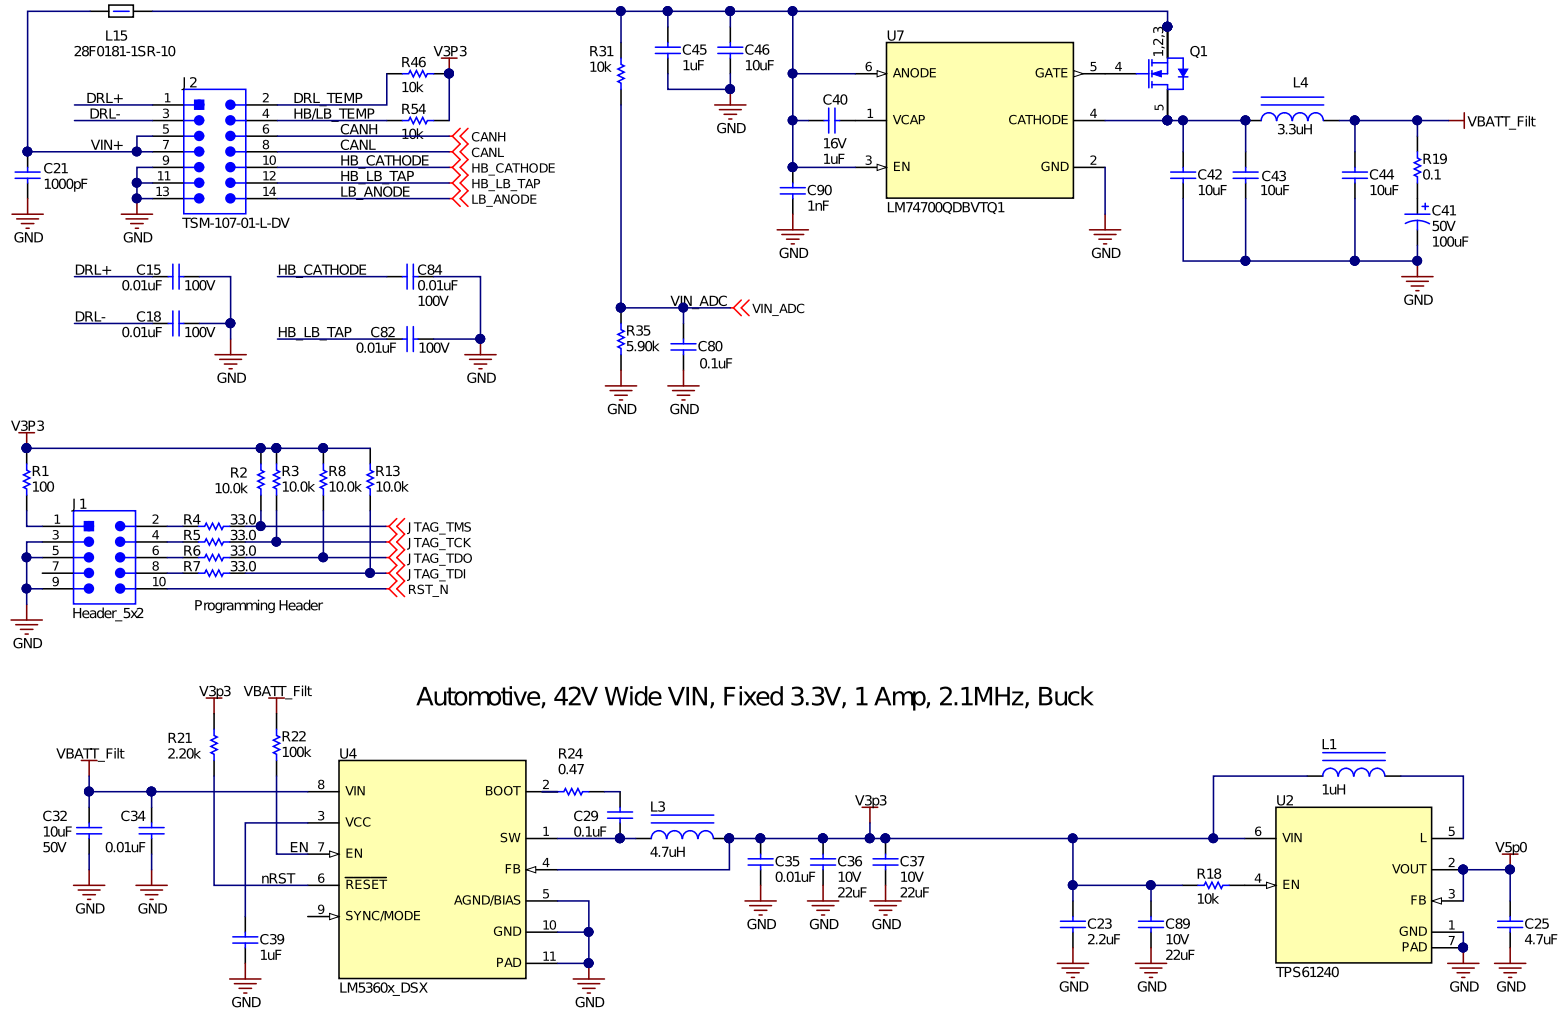 L15
28F0181-1SR-10
J2
DRL+ 1 2 DRL_TEMP
DRL- 3 4 HB/LB_TEMP
5 6 CANH
VIN+ 7 8 CANL
9 10 HB_CATHODE
11 12 HB_LB_TAP
13 14 LB_ANODE
TSM-107-01-L-DV
C21
1000pF
GND
GND
V3P3
R46
10k
R54
10k
CANH
CANL
HB_CATHODE
HB_LB_TAP
LB_ANODE
DRL+ C15
0.01uF 100V
DRL- C18
0.01uF 100V
GND
HB_CATHODE C84
0.01uF
100V
HB_LB_TAP C82
0.01uF 100V
GND
R31
10k
C45
1uF
C46
10uF
GND
VIN_ADC
VIN_ADC
R35
5.90k
C80
0.1uF
GND
GND
C40
16V
1uF
C90
1nF
GND
U7
6 ANODE GATE 5
1 VCAP CATHODE 4
3 EN GND 2
LM74700QDBVTQ1
GND
4
1,2,3
Q1
5
L4
3.3uH
VBATT_Filt
C42
10uF
C43
10uF
C44
10uF
R19
0.1
C41
+
50V
100uF
GND
V3P3
R1
100
R2
10.0k
R3
10.0k
R8
10.0k
R13
10.0k
J1
1 2 R4 33.0 JTAG_TMS
3 4 R5 33.0 JTAG_TCK
5 6 R6 33.0 JTAG_TDO
7 8 R7 33.0 JTAG_TDI
9 10 RST_N
Header_5x2
Programming Header
GND
Automotive, 42V Wide VIN, Fixed 3.3V, 1 Amp, 2.1MHz, Buck
V3p3
VBATT_Filt
R21
2.20k
R22
100k
VBATT_Filt
C32
10uF
50V
C34
0.01uF
GND
GND
U4
8 VIN BOOT 2
3 VCC SW 1
EN 7 EN FB 4
nRST 6 RESET AGND/BIAS 5
9 SYNC/MODE GND 10
PAD 11
LM5360x_DSX
C39
1uF
GND
GND
R24
0.47
C29
0.1uF
L3
4.7uH
V3p3
C35
0.01uF
C36
10V
22uF
C37
10V
22uF
GND
GND
GND
C23
2.2uF
C89
10V
22uF
GND
GND
R18
10k
L1
1uH
U2
6 VIN L 5
VOUT 2
4 EN FB 3
GND 1
PAD 7
TPS61240
V5p0
C25
4.7uF
GND
GND